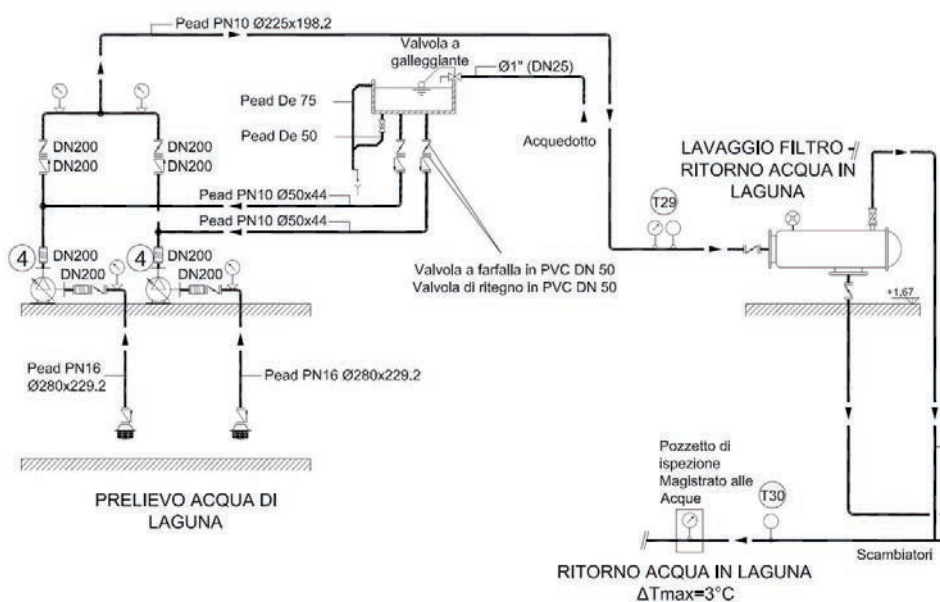 Pead PN10 Ø225x198.2
Valvola a
galleggiante
Ø1" (DN25)
Pead De 75
Pead De 50
Acquedotto
DN200
DN200
DN200
DN200
LAVAGGIO FILTRO
RITORNO ACQUA IN
LAGUNA
Pead PN10 Ø50x44
Pead PN10 Ø50x44
T29
4
DN200
DN200
4
DN200
DN200
Valvola a farfalla in PVC DN 50
Valvola di ritegno in PVC DN 50
+1,67
Pead PN16
Ø280x229.2
Pead PN16 Ø280x229.2
PRELIEVO ACQUA DI
LAGUNA
Pozzetto di
ispezione
Magistrato alle
Acque
T30
Scambiatori
RITORNO ACQUA IN LAGUNA
ΔTmax=3°C